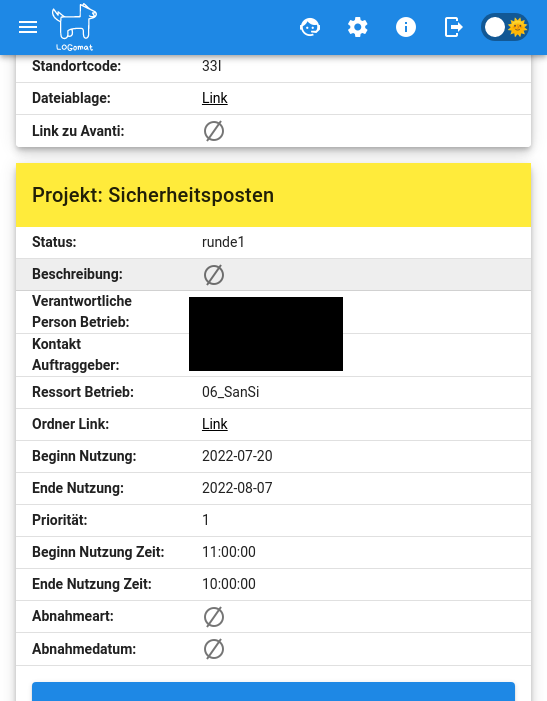 LOGomat
Standortcode: 33I
Dateiablage: Link
Link zu Avanti:
Projekt: Sicherheitsposten
Status: runde1
Beschreibung:
Verantwortliche
Person Betrieb:
Kontakt
Auftraggeber:
Ressort Betrieb: 06_SanSi
Ordner Link: Link
Beginn Nutzung: 2022-07-20
Ende Nutzung: 2022-08-07
Priorität: 1
Beginn Nutzung Zeit: 11:00:00
Ende Nutzung Zeit: 10:00:00
Abnahmeart:
Abnahmedatum: